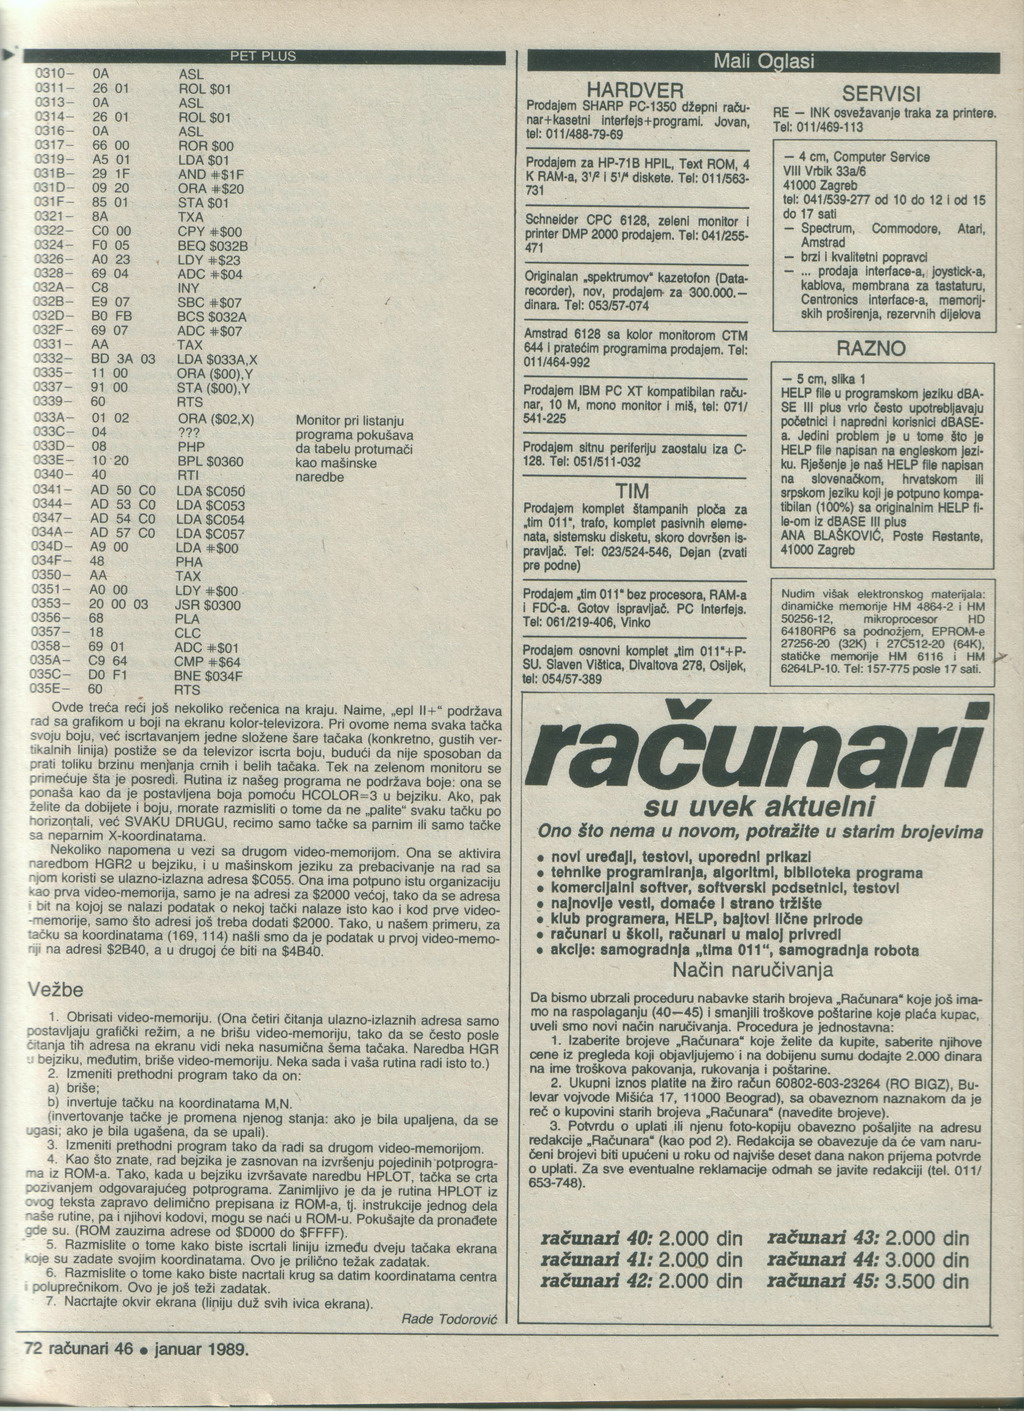 PET PLUS
0310- 0A ASL
0311- 26 01 ROL $01
0313- 0A ASL
0314- 26 01 ROL $01
0316- 0A ASL
0317- 66 00 ROR $00
0319- A5 01 LDA $01
031B- 29 1F AND #$1F
031D- 09 20 ORA #$20
031F- 85 01 STA $01
0321- 8A TXA
0322- C0 00 CPY #$00
0324- F0 05 BEQ $032B
0326- A0 23 LDY #$23
0328- 69 04 ADC #$04
032A- C8 INY
032B- E9 07 SBC #$07
032D- B0 FB BCS $032A
032F- 69 07 ADC #$07
0331- AA TAX
0332- BD 3A 03 LDA $033A,X
0335- 11 00 ORA ($00),Y
0337- 91 00 STA ($00),Y
0339- 60 RTS
033A- 01 02 ORA ($02,X) Monitor pri listanju
033C- 04 ??? programa pokušava
033D- 08 PHP da tabelu protumači
033E- 10 20 BPL $0360 kao mašinske
0340- 40 RTI naredbe
0341- AD 50 C0 LDA $C050
0344- AD 53 C0 LDA $C053
0347- AD 54 C0 LDA $C054
034A- AD 57 C0 LDA $C057
034D- A9 00 LDA #$00
034F- 48 PHA
0350- AA TAX
0351- A0 00 LDY #$00
0353- 20 00 03 JSR $0300
0356- 68 PLA
0357- 18 CLC
0358- 69 01 ADC #$01
035A- C9 64 CMP #$64
035C- D0 F1 BNE $034F
035E- 60 RTS
Ovde treća reći još nekoliko rečenica na kraju. Naime, „epl II+“ podržava
rad sa grafikom u boji na ekranu kolor-televizora. Pri ovome nema svaka tačka
svoju boju, već iscrtavanjem jedne složene šare tačaka (konkretno, gustih ver-
tikalnih linija) postiže se da televizor iscrta boju, budući da nije sposoban da
prati toliku brzinu menjanja crnih i belih tačaka. Tek na zelenom monitoru se
primećuje šta je posredi. Rutina iz našeg programa ne podržava boje: ona se
ponaša kao da je postavljena boja pomoću HCOLOR=3 u bejziku. Ako, pak
želite da dobijete i boju, morate razmisliti o tome da ne „palite“ svaku tačku po
horizontali, već SVAKU DRUGU, recimo samo tačke sa parnim ili samo tačke
sa neparnim X-koordinatama.
Nekoliko napomena u vezi sa drugom video-memorijom. Ona se aktivira
naredbom HGR2 u bejziku, i u mašinskom jeziku za prebacivanje na rad sa
njom koristi se ulazno-izlazna adresa $C055. Ona ima potpuno istu organizaciju
kao prva video-memorija, samo je na adresi za $2000 većoj, tako da se adresa
i bit na kojoj se nalazi podatak o nekoj tački nalaze isto kao i kod prve video-
-memorije, samo što adresi još treba dodati $2000. Tako, u našem primeru, za
tačku sa koordinatama (169, 114) našli smo da je podatak u prvoj video-memo-
riji na adresi $2B40, a u drugoj će biti na $4B40.
Vežbe
1. Obrisati video-memoriju. (Ona četiri čitanja ulazno-izlaznih adresa samo
postavljaju grafički režim, a ne brišu video-memoriju, tako da se često posle
čitanja tih adresa na ekranu vidi neka nasumična šema tačaka. Naredba HGR
u bejziku, međutim, briše video-memoriju. Neka sada i vaša rutina radi isto to.)
2. Izmeniti prethodni program tako da on:
a) briše;
b) invertuje tačku na koordinatama M,N.
(invertovanje tačke je promena njenog stanja: ako je bila upaljena, da se
ugasi; ako je bila ugašena, da se upali).
3. Izmeniti prethodni program tako da radi sa drugom video-memorijom.
4. Kao što znate, rad bejzika je zasnovan na izvršenju pojedinih potprogra-
ma iz ROM-a. Tako, kada u bejziku izvršavate naredbu HPLOT, tačka se crta
pozivanjem odgovarajućeg potprograma. Zanimljivo je da je rutina HPLOT iz
ovog teksta zapravo delimično prepisana iz ROM-a, tj. instrukcije jednog dela
naše rutine, pa i njihovi kodovi, mogu se naći u ROM-u. Pokušajte da pronađete
gde su. (ROM zauzima adrese od $D000 do $FFFF).
5. Razmislite o tome kako biste iscrtali liniju između dveju tačaka ekrana
koje su zadate svojim koordinatama. Ovo je prilično težak zadatak.
6. Razmislite o tome kako biste nacrtali krug sa datim koordinatama centra
i poluprečnikom. Ovo je još teži zadatak.
7. Nacrtajte okvir ekrana (liniju duž svih ivica ekrana).
Rade Todorović
72 računari 46 • januar 1989.
Mali Oglasi
HARDVER
Prodajem SHARP PC-1350 džepni raču-
nar+kasetni interfejs+programi. Jovan,
tel: 011/488-79-69
Prodajem za HP-71B HPIL, Text ROM, 4
K RAM-a, 3¹/² i 5¹/⁴ diskete. Tel: 011/563-
731
Schneider CPC 6128, zeleni monitor i
printer DMP 2000 prodajem. Tel: 041/255-
471
Originalan „spektrumov“ kazetofon (Data-
recorder), nov, prodajem za 300.000.—
dinara. Tel: 053/57-074
Amstrad 6128 sa kolor monitorom CTM
644 i pratećim programima prodajem. Tel:
011/464-992
Prodajem IBM PC XT kompatibilan raču-
nar, 10 M, mono monitor i miš, tel: 071/
541-225
Prodajem sitnu periferiju zaostalu iza C-
128. Tel: 051/511-032
TIM
Prodajem komplet štampanih ploča za
„tim 011“, trafo, komplet pasivnih eleme-
nata, sistemsku disketu, skoro dovršen is-
pravljač. Tel: 023/524-546, Dejan (zvati
pre podne)
Prodajem „tim 011“ bez procesora, RAM-a
i FDC-a. Gotov ispravljač. PC Interfejs.
Tel: 061/219-406, Vinko
Prodajem osnovni komplet „tim 011“+P-
SU. Slaven Vištica, Divaltova 278, Osijek,
tel: 054/57-389
SERVISI
RE — INK osvežavanje traka za printere.
Tel: 011/469-113
— 4 cm, Computer Service
VIII Vrbik 33a/6
41000 Zagreb
tel: 041/539-277 od 10 do 12 i od 15
do 17 sati
— Spectrum, Commodore, Atari,
Amstrad
— brzi i kvalitetni popravci
— ... prodaja interface-a, joystick-a,
kablova, membrana za tastaturu,
Centronics interface-a, memorij-
skih proširenja, rezervnih dijelova
RAZNO
— 5 cm, slika 1
HELP file u programskom jeziku dBA-
SE III plus vrlo često upotrebljavaju
početnici i napredni korisnici dBASE-
a. Jedini problem je u tome što je
HELP file napisan na engleskom jezi-
ku. Rješenje je naš HELP file napisan
na slovenačkom, hrvatskom ili
srpskom jeziku koji je potpuno kompa-
tibilan (100%) sa originalnim HELP fi-
le-om iz dBASE III plus
ANA BLAŠKOVIĆ, Poste Restante,
41000 Zagreb
Nudim višak elektronskog materijala:
dinamičke memorije HM 4864-2 i HM
50256-12, mikroprocesor HD
64180RP6 sa podnožjem, EPROM-e
27256-20 (32K) i 27C512-20 (64K),
statičke memorije HM 6116 i HM
6264LP-10. Tel: 157-775 posle 17 sati.
računari
su uvek aktuelni
Ono što nema u novom, potražite u starim brojevima
• novi uređaji, testovi, uporedni prikazi
• tehnike programiranja, algoritmi, biblioteka programa
• komercijalni softver, softverski podsetnici, testovi
• najnovije vesti, domaće i strano tržište
• klub programera, HELP, bajtovi lične prirode
• računari u školi, računari u maloj privredi
• akcije: samogradnja „tima 011“, samogradnja robota
Način naručivanja
Da bismo ubrzali proceduru nabavke starih brojeva „Računara“ koje još ima-
mo na raspolaganju (40—45) i smanjili troškove poštarine koje plaća kupac,
uveli smo novi način naručivanja. Procedura je jednostavna:
1. Izaberite brojeve „Računara“ koje želite da kupite, saberite njihove
cene iz pregleda koji objavljujemo i na dobijenu sumu dodajte 2.000 dinara
na ime troškova pakovanja, rukovanja i poštarine.
2. Ukupni iznos platite na žiro račun 60802-603-23264 (RO BIGZ), Bu-
levar vojvode Mišića 17, 11000 Beograd), sa obaveznom naznakom da je
reč o kupovini starih brojeva „Računara“ (navedite brojeve).
3. Potvrdu o uplati ili njenu foto-kopiju obavezno pošaljite na adresu
redakcije „Računara“ (kao pod 2). Redakcija se obavezuje da će vam naru-
čeni brojevi biti upućeni u roku od najviše deset dana nakon prijema potvrde
o uplati. Za sve eventualne reklamacije odmah se javite redakciji (tel. 011/
653-748).
računari 40: 2.000 din računari 43: 2.000 din
računari 41: 2.000 din računari 44: 3.000 din
računari 42: 2.000 din računari 45: 3.500 din